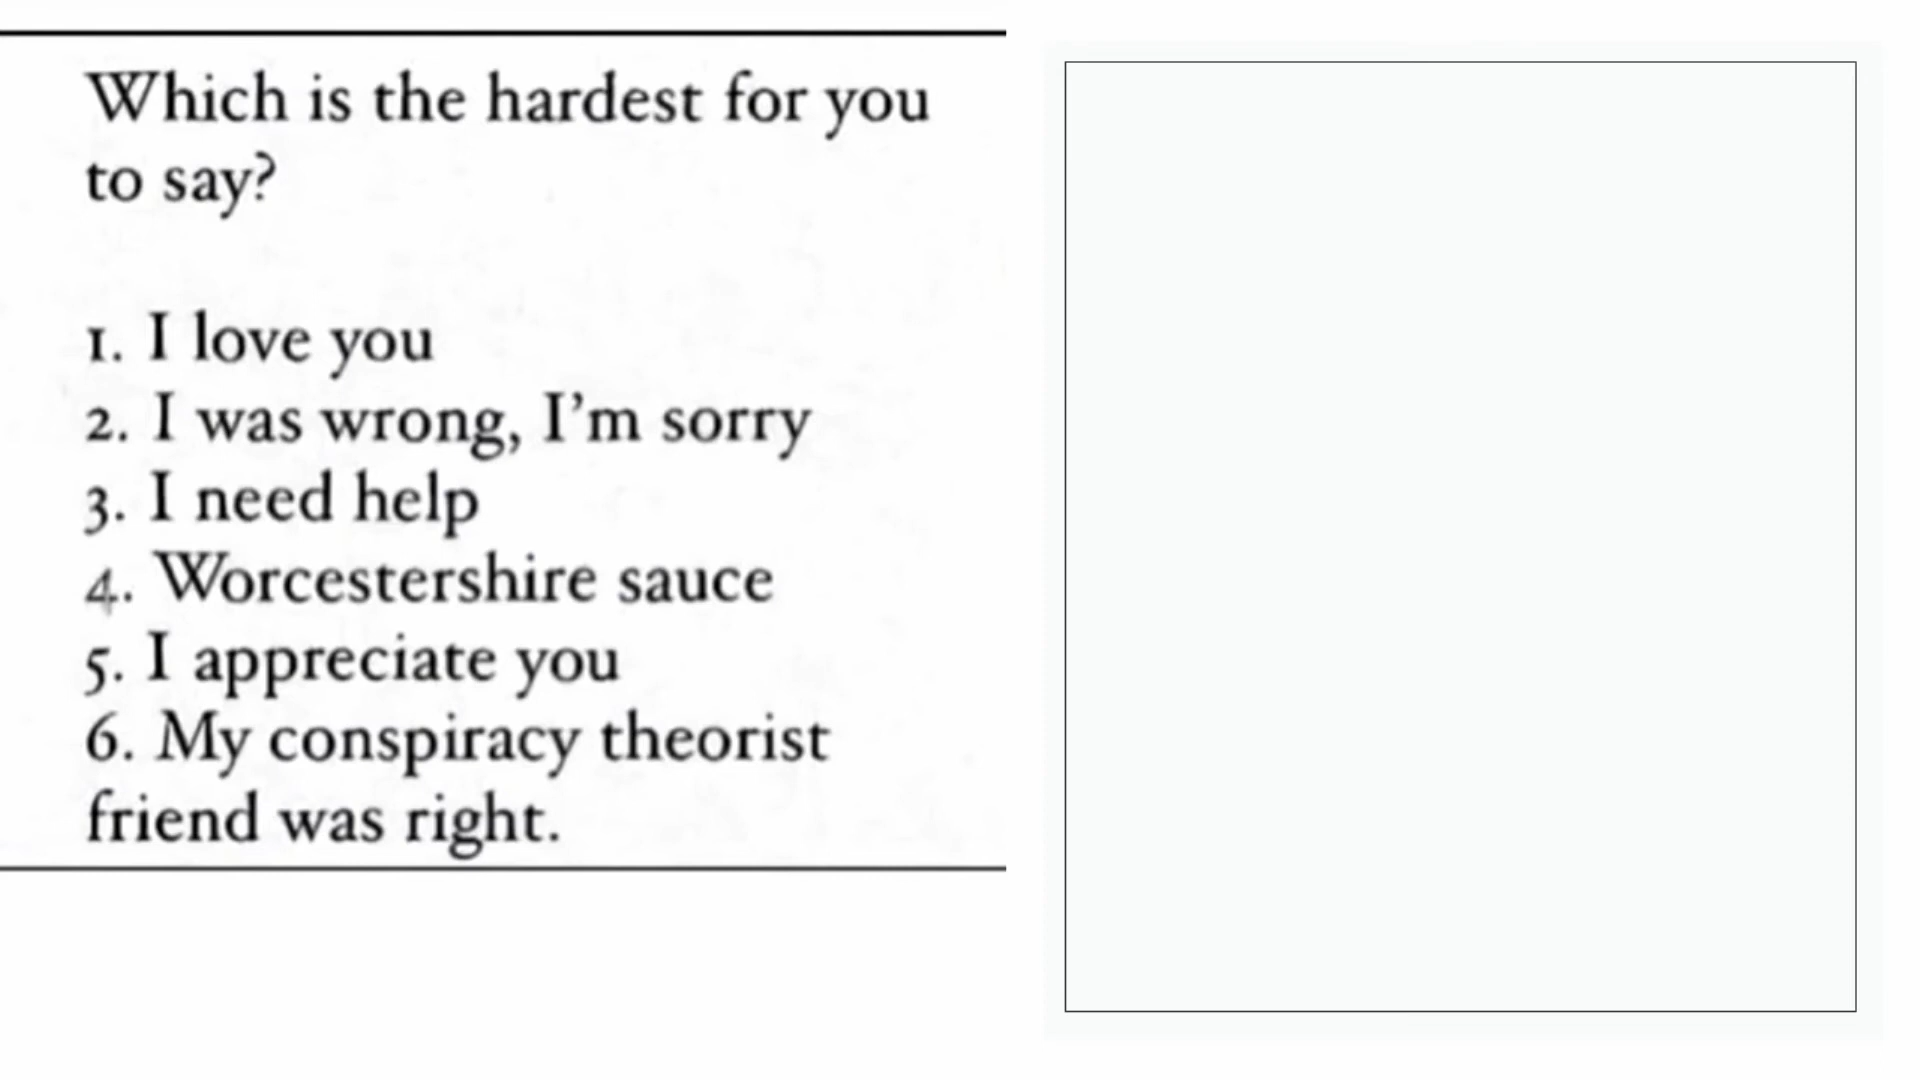 Which is the hardest for you
to say?
1. I love you
2. I was wrong, I’m sorry
3. I need help
4. Worcestershire sauce
5. I appreciate you
6. My conspiracy theorist
friend was right.